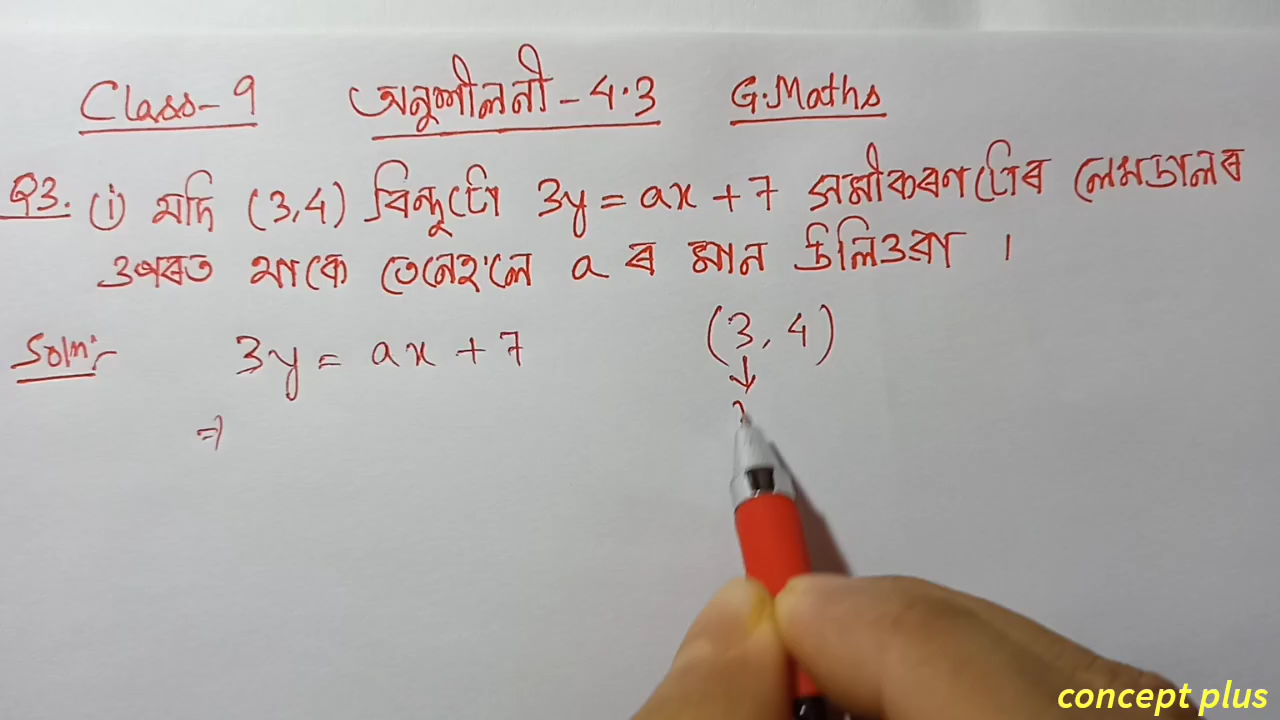 Class-9 অনুশীলনী-4.3 G.Maths
Q3. (i) যদি (3,4) বিন্দুটো 3y = ax + 7 সমীকৰণটোৰ লেখডালৰ
ওপৰত থাকে তেনেহ'লে a ৰ মান উলিওৱা ।
Soln:- 3y = ax + 7 (3, 4)
↓
⇒
concept plus